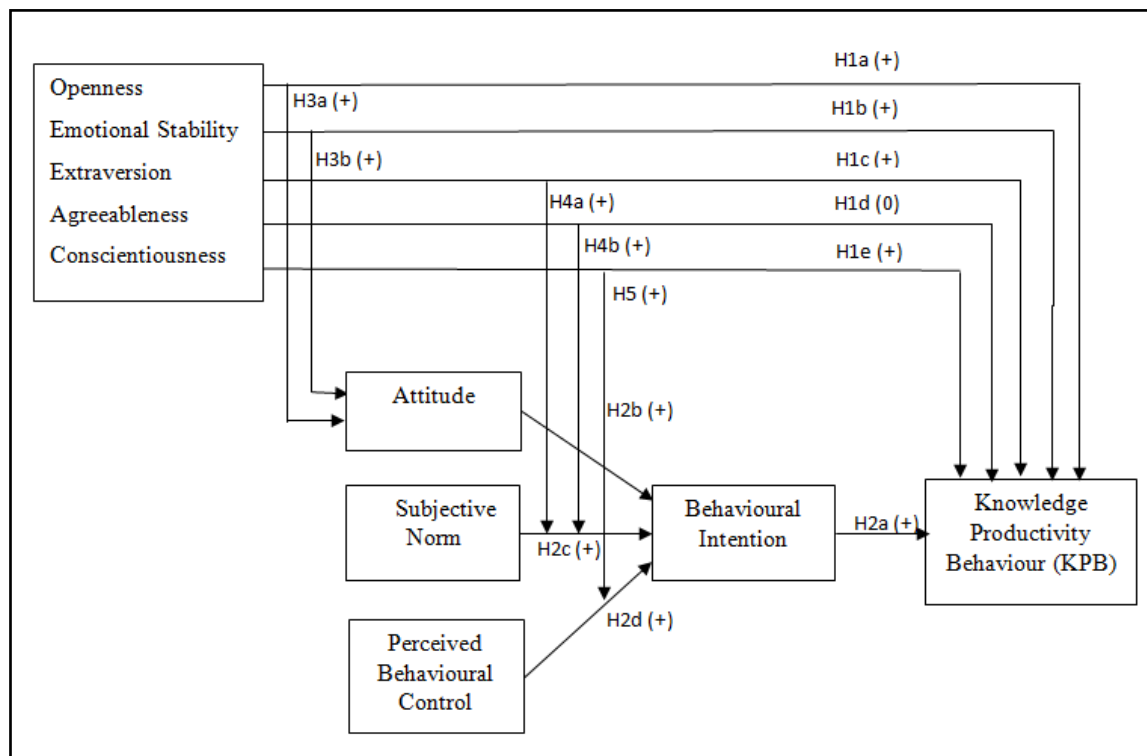 Openness
Emotional Stability
Extraversion
Agreeableness
Conscientiousness
H1a (+)
H3a (+)
H1b (+)
H3b (+)
H1c (+)
H4a (+)
H1d (0)
H4b (+)
H1e (+)
H5 (+)
Attitude
H2b (+)
Subjective
Norm
H2c (+)
Behavioural
Intention
H2a (+)
Knowledge
Productivity
Behaviour (KPB)
H2d (+)
Perceived
Behavioural
Control